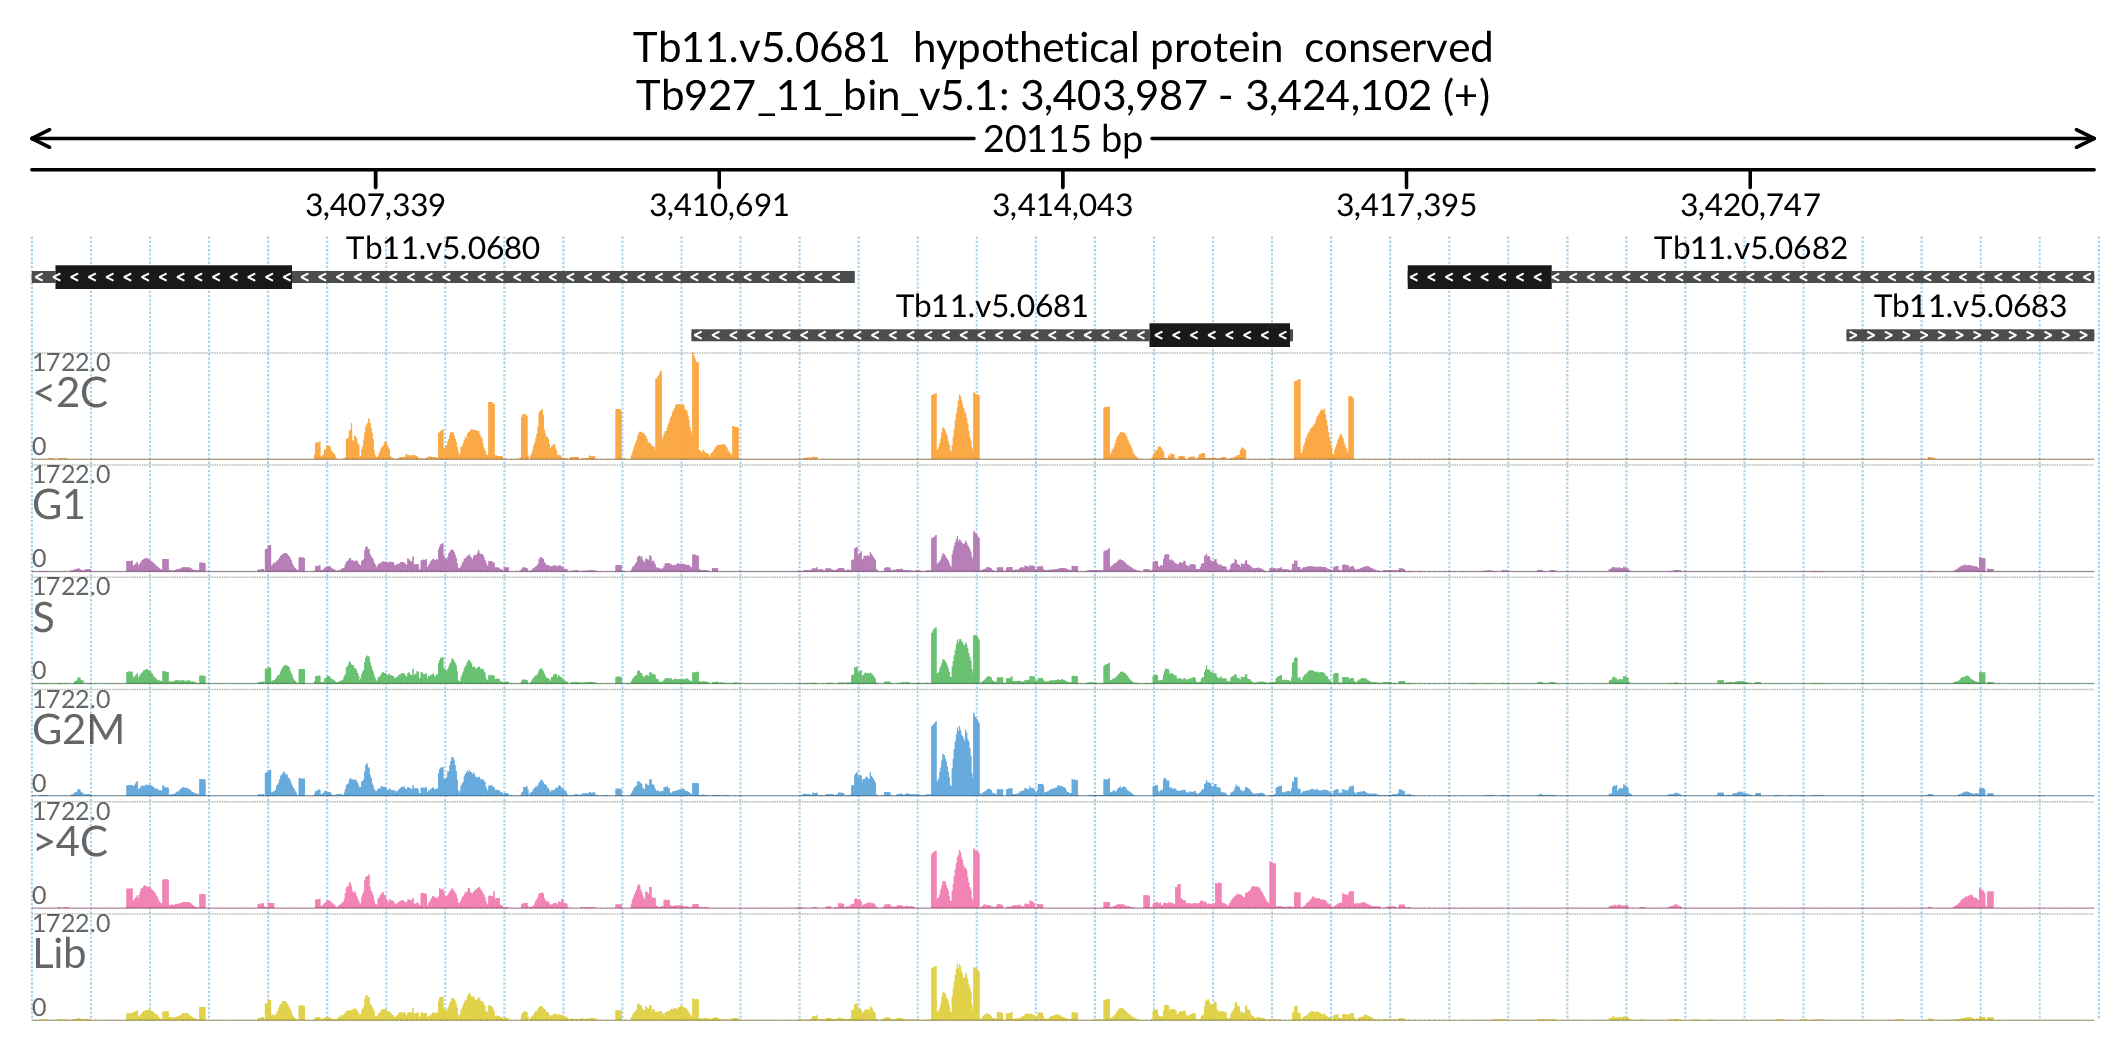 Tb11.v5.0681 hypothetical protein conserved
Tb927_11_bin_v5.1: 3,403,987 - 3,424,102 (+)
20115 bp
3,407,339 3,410,691 3,414,043 3,417,395 3,420,747
Tb11.v5.0680 Tb11.v5.0682
Tb11.v5.0681 Tb11.v5.0683
1722.0
<2C
0
1722.0
G1
0
1722.0
S
0
1722.0
G2M
0
1722.0
>4C
0
1722.0
Lib
0